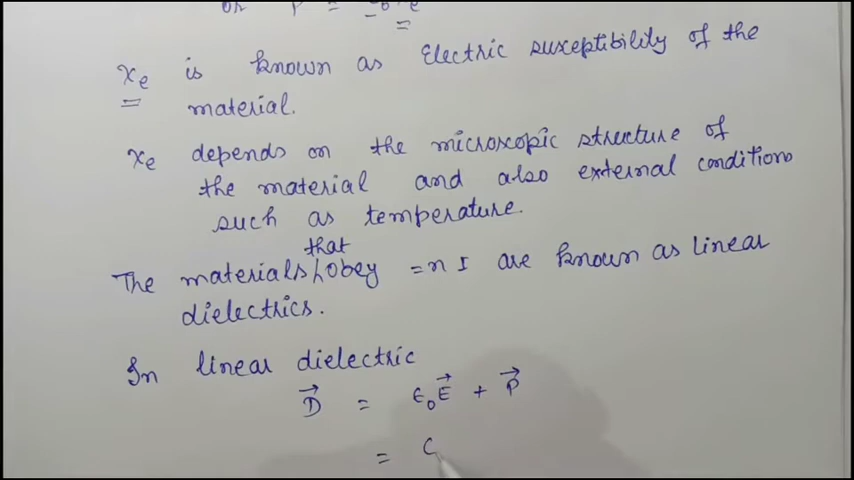 or P =
χe is known as Electric susceptibility of the
=
material.
χe depends on the microscopic structure of
the material and also external conditions
such as temperature.
that
The materials obey =n I are known as linear
dielectrics.
In linear dielectric
D⃗ = ϵ₀E⃗ + P⃗
=